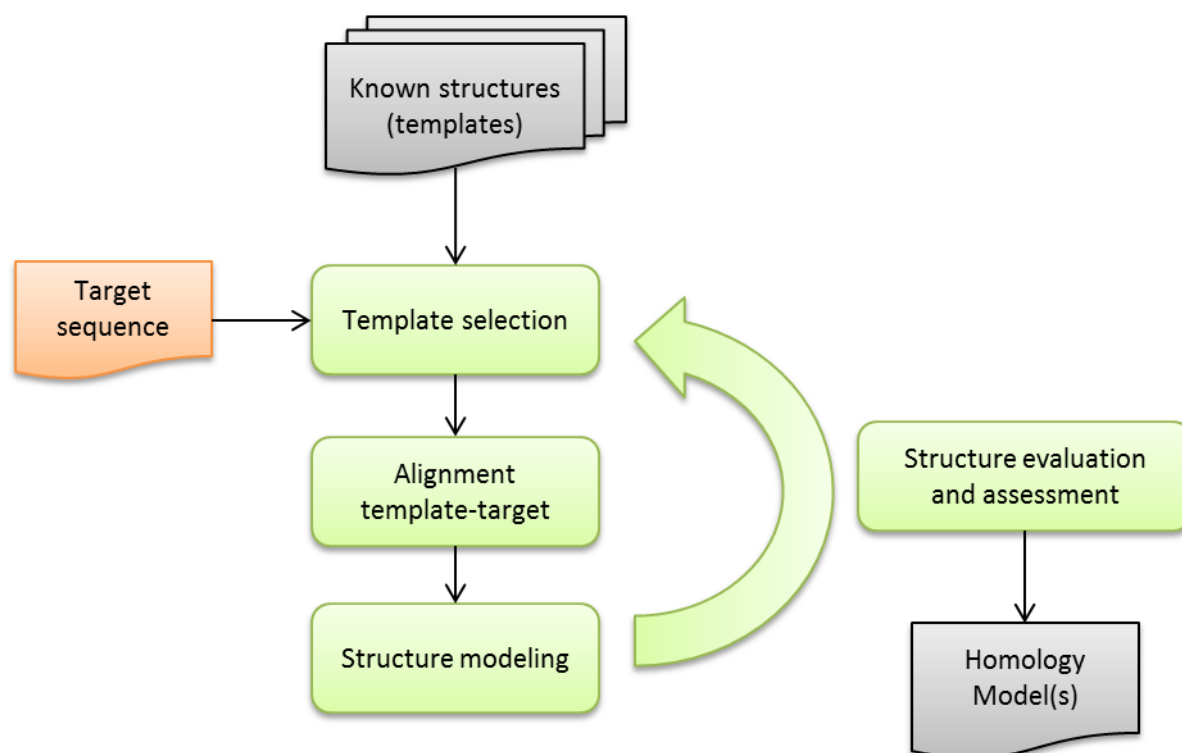 Known structures
(templates)
Target
sequence
Template selection
Alignment
template-target
Structure evaluation
and assessment
Structure modeling
Homology
Model(s)